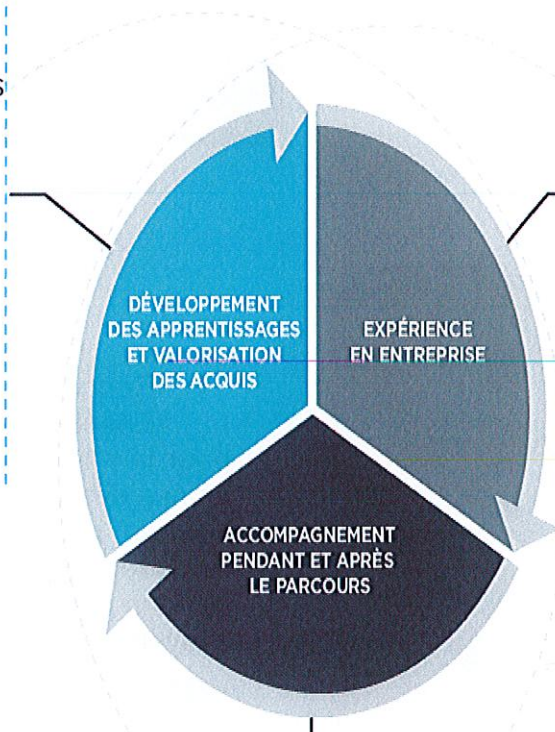 DÉVELOPPEMENT
DES APPRENTISSAGES
ET VALORISATION
DES ACQUIS
EXPÉRIENCE
EN ENTREPRISE
ACCOMPAGNEMENT
PENDANT ET APRÈS
LE PARCOURS